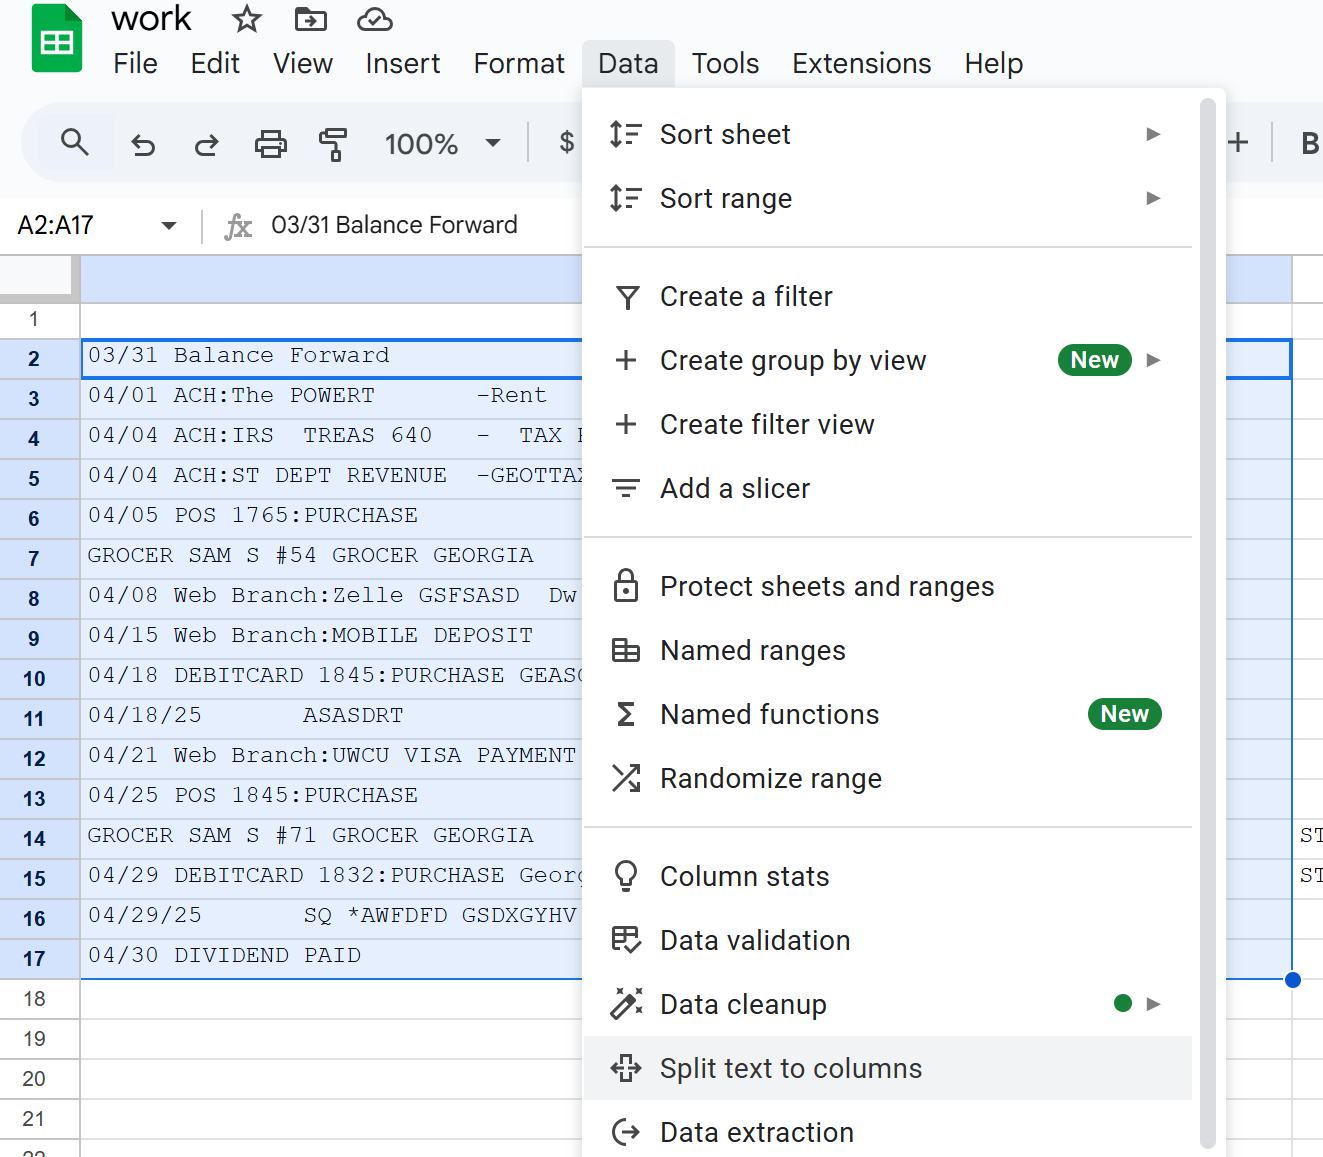 work
File Edit View Insert Format Data Tools Extensions Help
100% $ + B
A2:A17 fx 03/31 Balance Forward
Sort sheet
Sort range
Create a filter
Create group by view New
Create filter view
Add a slicer
Protect sheets and ranges
Named ranges
Named functions New
Randomize range
Column stats
Data validation
Data cleanup
Split text to columns
Data extraction
1
2 03/31 Balance Forward
3 04/01 ACH:The POWERT -Rent
4 04/04 ACH:IRS TREAS 640 - TAX
5 04/04 ACH:ST DEPT REVENUE -GEOTTAX
6 04/05 POS 1765:PURCHASE
7 GROCER SAM S #54 GROCER GEORGIA
8 04/08 Web Branch:Zelle GSFSASD Dw
9 04/15 Web Branch:MOBILE DEPOSIT
10 04/18 DEBITCARD 1845:PURCHASE GEASC
11 04/18/25 ASASDRT
12 04/21 Web Branch:UWCU VISA PAYMENT
13 04/25 POS 1845:PURCHASE
14 GROCER SAM S #71 GROCER GEORGIA ST
15 04/29 DEBITCARD 1832:PURCHASE Georg ST
16 04/29/25 SQ *AWFDFD GSDXGYHV
17 04/30 DIVIDEND PAID
18
19
20
21